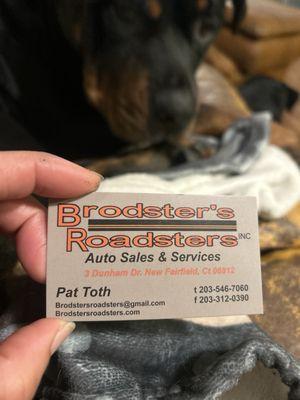 Brodster's
Roadsters INC
Auto Sales & Services
3 Dunham Dr. New Fairfield, Ct 06812
Pat Toth
t 203-546-7060
Brodstersroadsters@gmail.com
f 203-312-0390
Brodstersroadsters.com